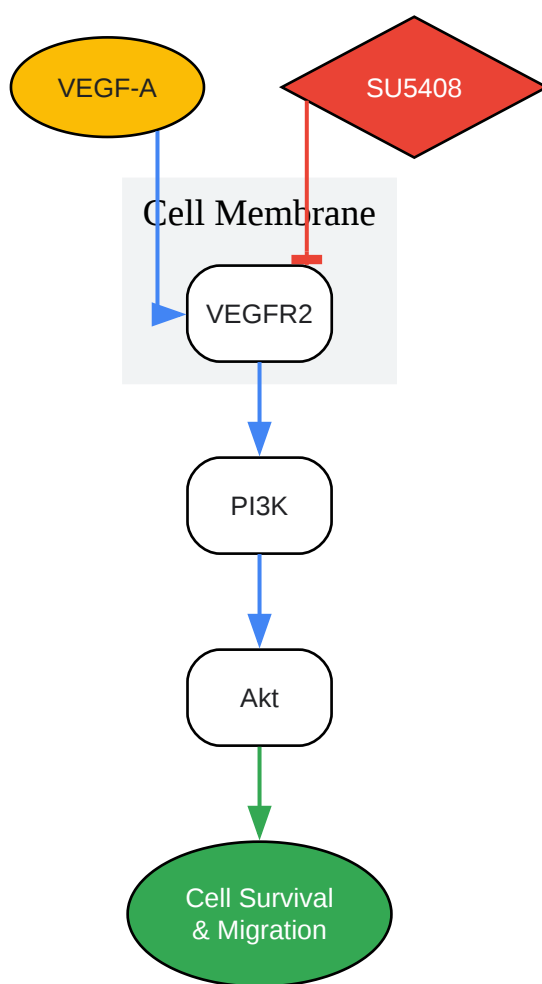 VEGF-A
SU5408
Cell Membrane
VEGFR2
PI3K
Akt
Cell Survival
& Migration